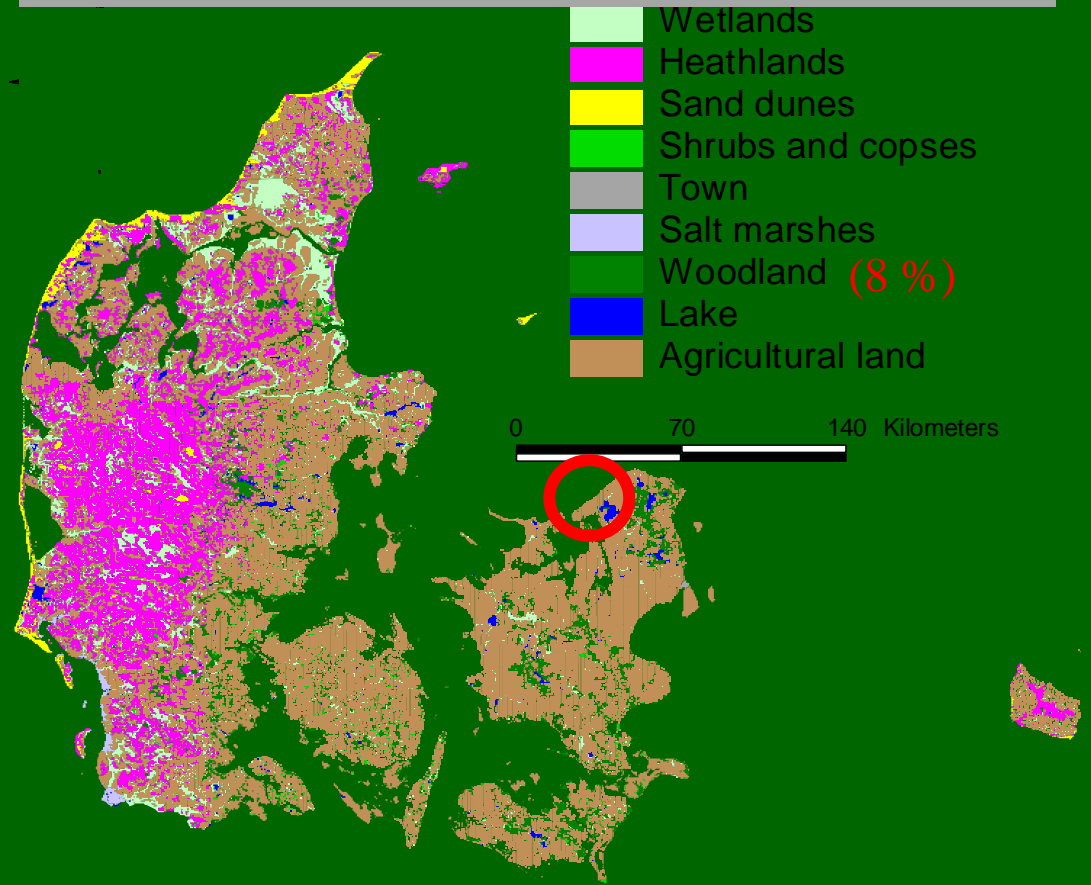 Wetlands
Heathlands
Sand dunes
Shrubs and copses
Town
Salt marshes
Woodland (8 %)
Lake
Agricultural land
0 70 140 Kilometers